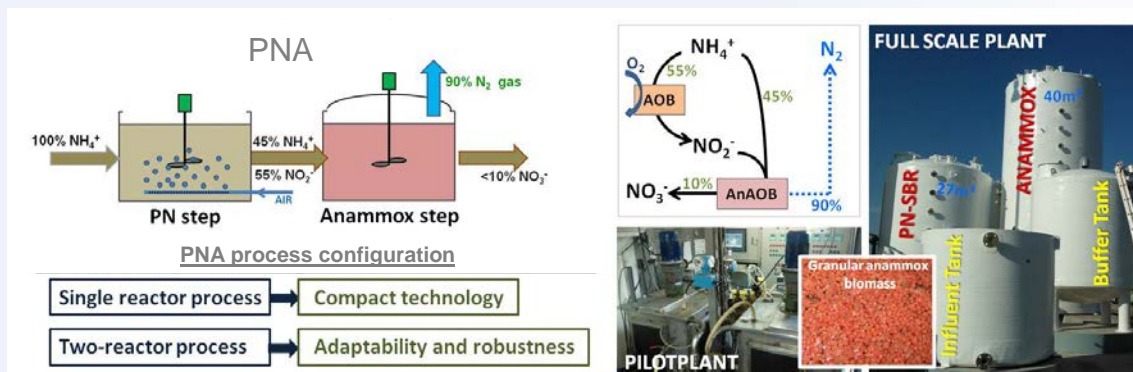 PNA
90% N2 gas
100% NH4+
45% NH4+
55% NO2-
<10% NO3-
AIR
PN step
Anammox step
PNA process configuration
Single reactor process
Compact technology
Two-reactor process
Adaptability and robustness
NH4+
N2
O2
55%
AOB
45%
NO2-
NO3-
10%
AnAOB
90%
PILOTPLANT
Granular anammox
biomass
FULL SCALE PLANT
40m3
ANAMMOX
27m3
PN-SBR
Buffer Tank
Influent Tank